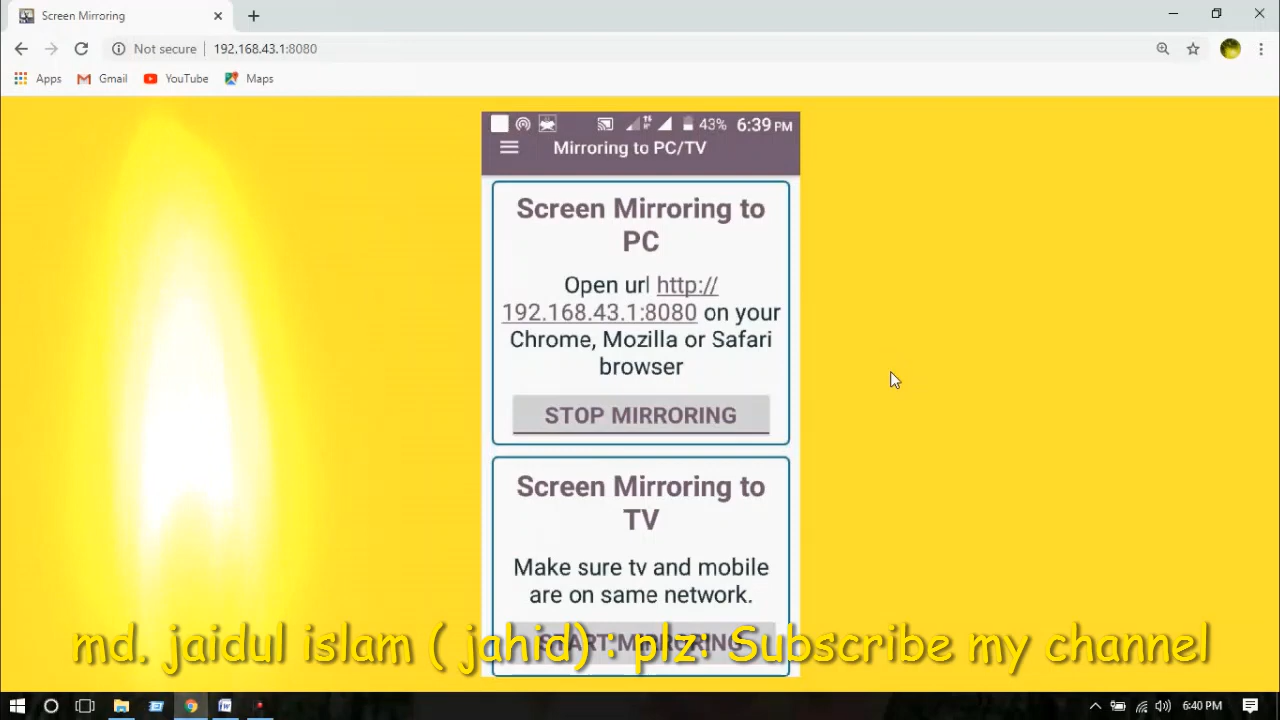 Screen Mirroring
Not secure
192.168.43.1:8080
Apps
Gmail
YouTube
Maps
43% 6:39 PM
Mirroring to PC/TV
Screen Mirroring to
PC
Open url http://
192.168.43.1:8080 on your
Chrome, Mozilla or Safari
browser
STOP MIRRORING
Screen Mirroring to
TV
Make sure tv and mobile
are on same network.
START MIRRORING
md. jaidul islam ( jahid) : plz: Subscribe my channel
6:40 PM